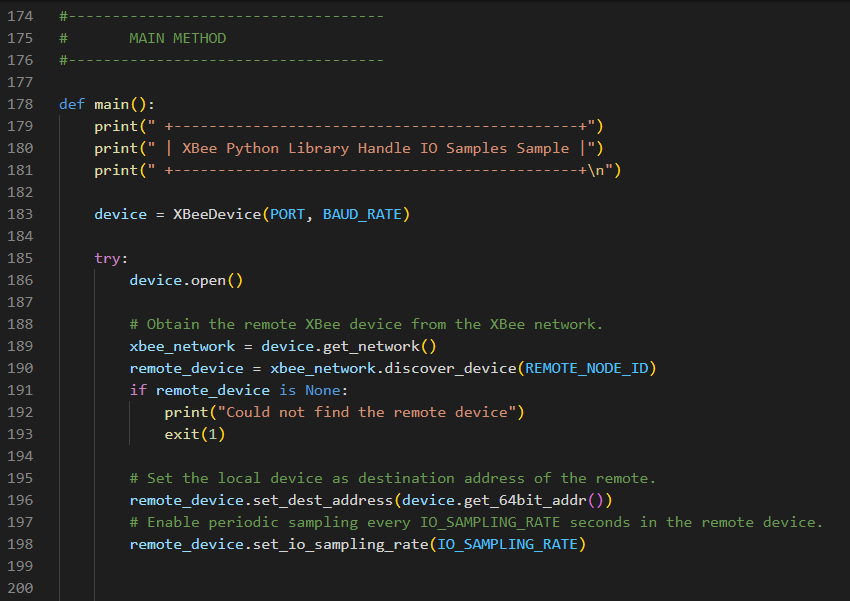 174 #------------------------------------
175 #       MAIN METHOD
176 #------------------------------------
177
178 def main():
179     print(" +----------------------------------------------+")
180     print(" | XBee Python Library Handle IO Samples Sample |")
181     print(" +----------------------------------------------+\n")
182
183     device = XBeeDevice(PORT, BAUD_RATE)
184
185     try:
186         device.open()
187
188         # Obtain the remote XBee device from the XBee network.
189         xbee_network = device.get_network()
190         remote_device = xbee_network.discover_device(REMOTE_NODE_ID)
191         if remote_device is None:
192             print("Could not find the remote device")
193             exit(1)
194
195         # Set the local device as destination address of the remote.
196         remote_device.set_dest_address(device.get_64bit_addr())
197         # Enable periodic sampling every IO_SAMPLING_RATE seconds in the remote device.
198         remote_device.set_io_sampling_rate(IO_SAMPLING_RATE)
199
200